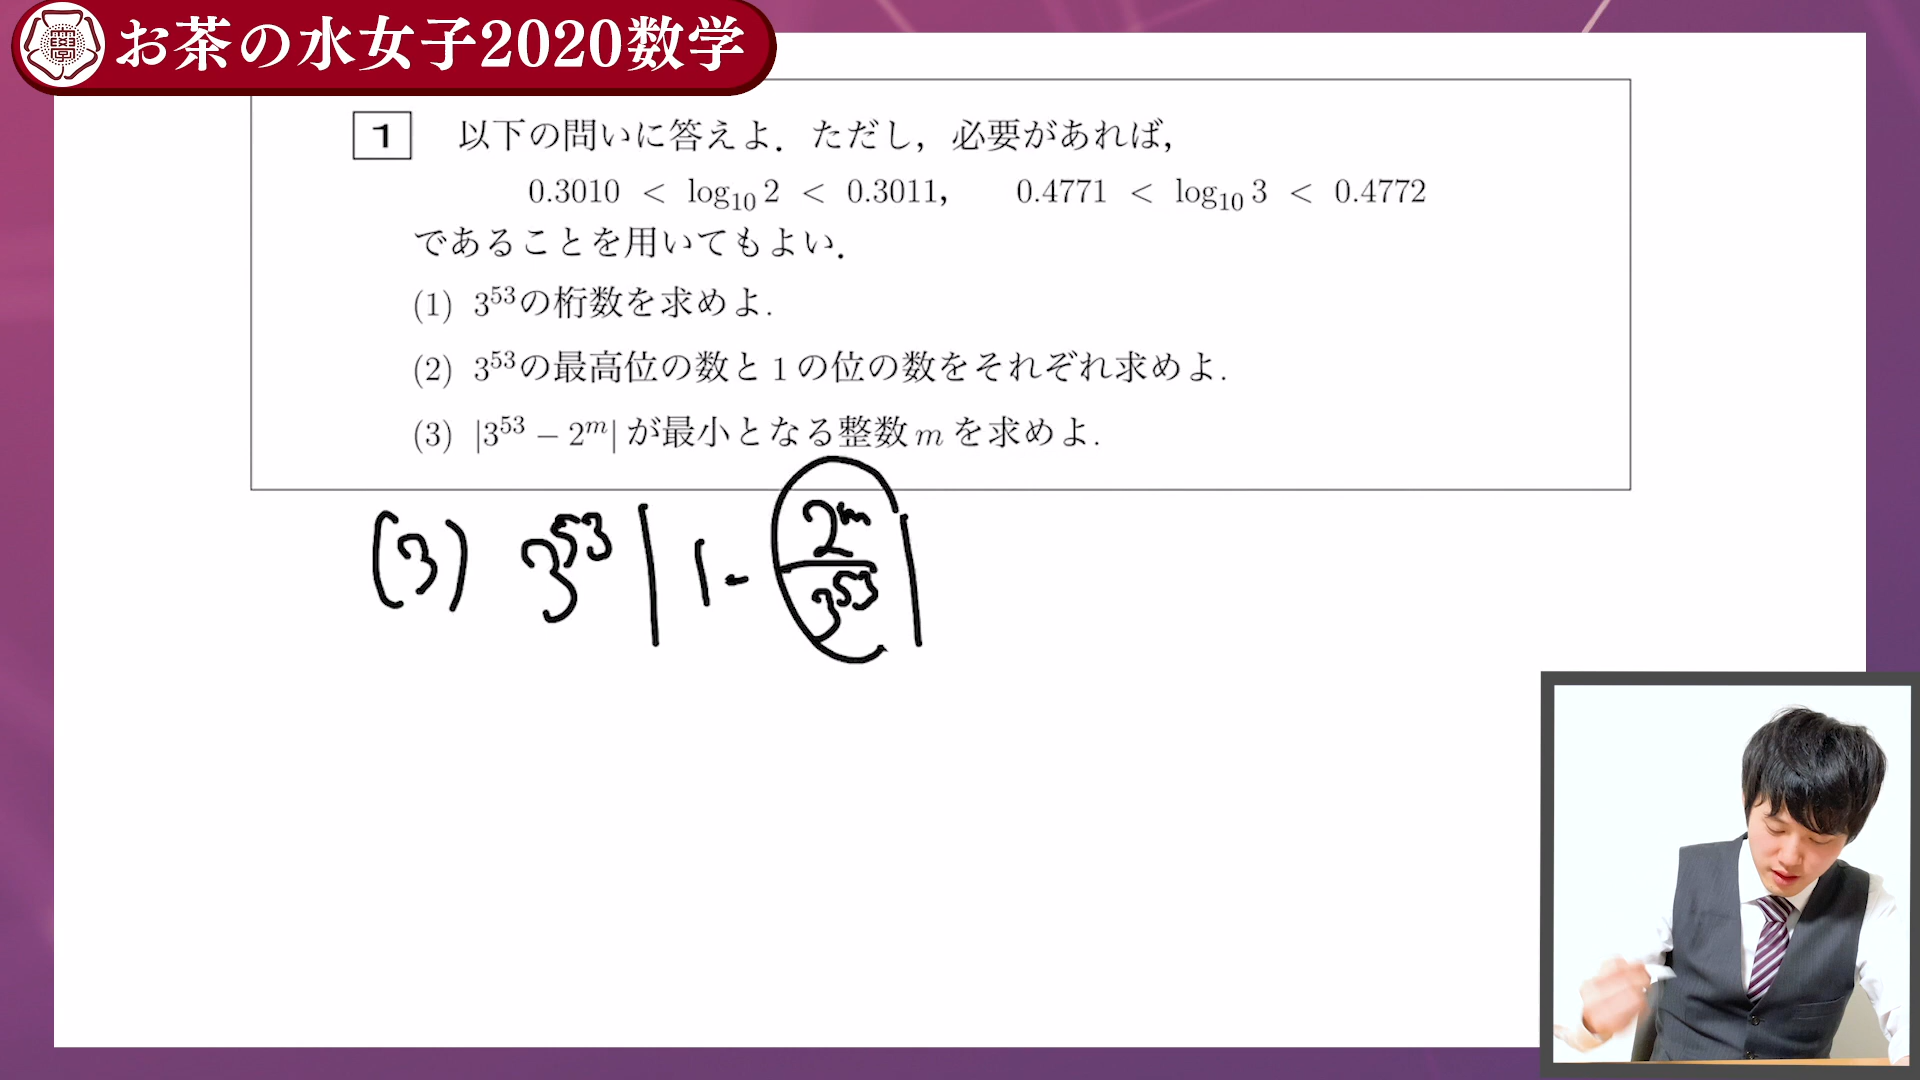 お茶の水女子2020数学
1 以下の問いに答えよ．ただし，必要があれば，
0.3010 < log₁₀ 2 < 0.3011, 0.4771 < log₁₀ 3 < 0.4772
であることを用いてもよい．
(1) 3⁵³の桁数を求めよ．
(2) 3⁵³の最高位の数と1の位の数をそれぞれ求めよ．
(3) |3⁵³ − 2ᵐ| が最小となる整数 m を求めよ．
(3) 3⁵³ | 1 - 2ᵐ/3⁵³ |